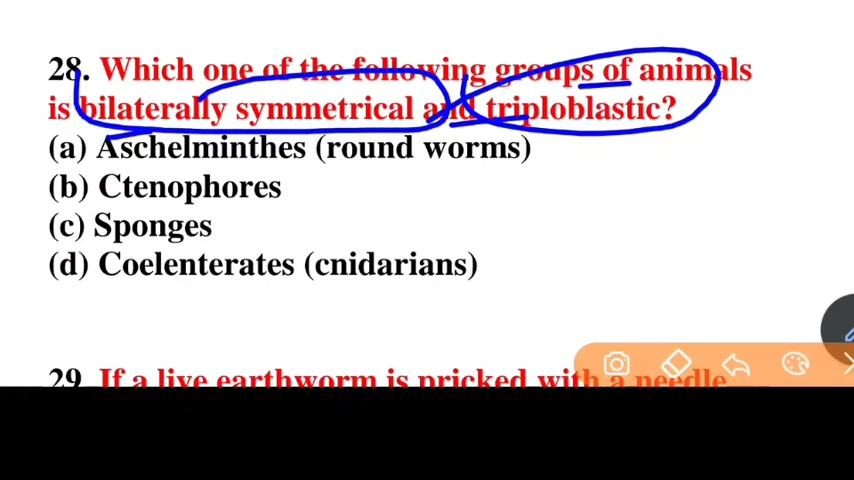 28. Which one of the following groups of animals
is bilaterally symmetrical and triploblastic?
(a) Aschelminthes (round worms)
(b) Ctenophores
(c) Sponges
(d) Coelenterates (cnidarians)
29. If a live earthworm is pricked with a needle